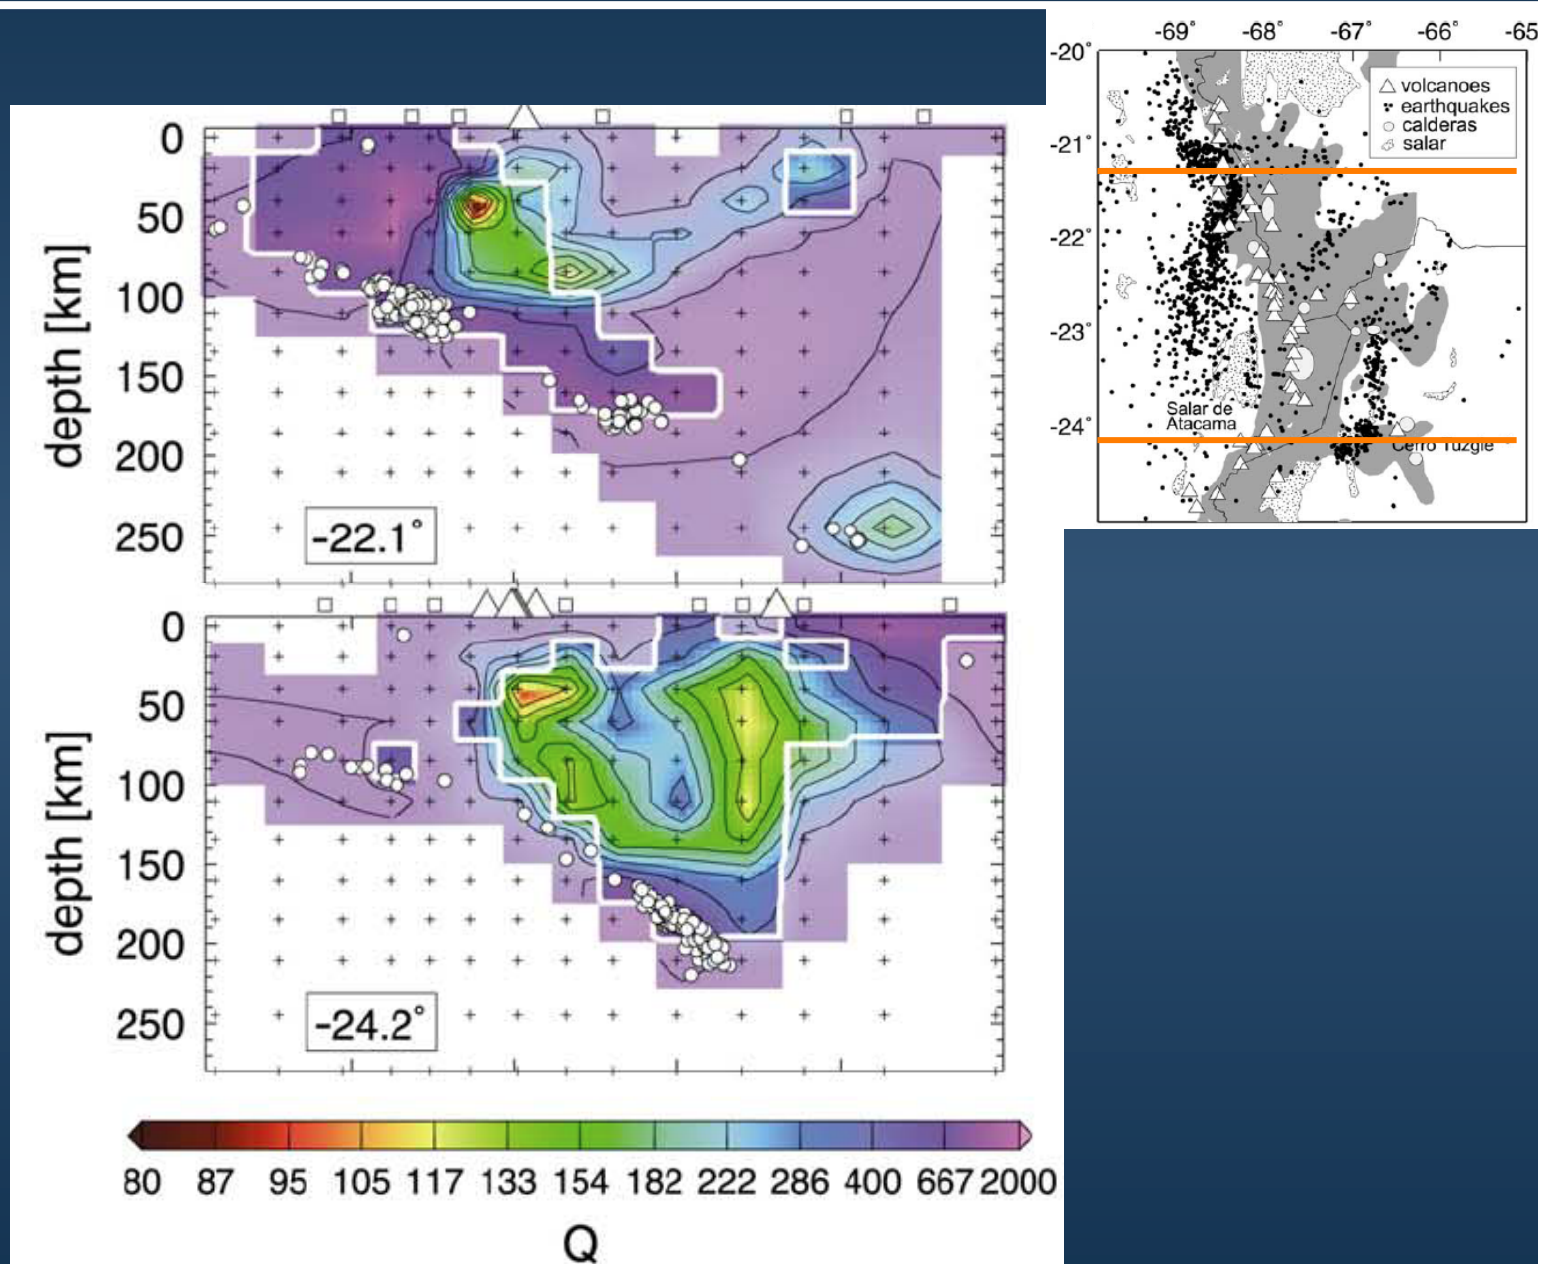 0
50
100
150
200
250
depth [km]
-22.1°
0
50
100
150
200
250
depth [km]
-24.2°
80 87 95 105 117 133 154 182 222 286 400 667 2000
Q
-69° -68° -67° -66° -65
-20°
-21°
-22°
-23°
-24°
volcanoes
earthquakes
calderas
salar
Salar de
Atacama
Cerro Tuzgle